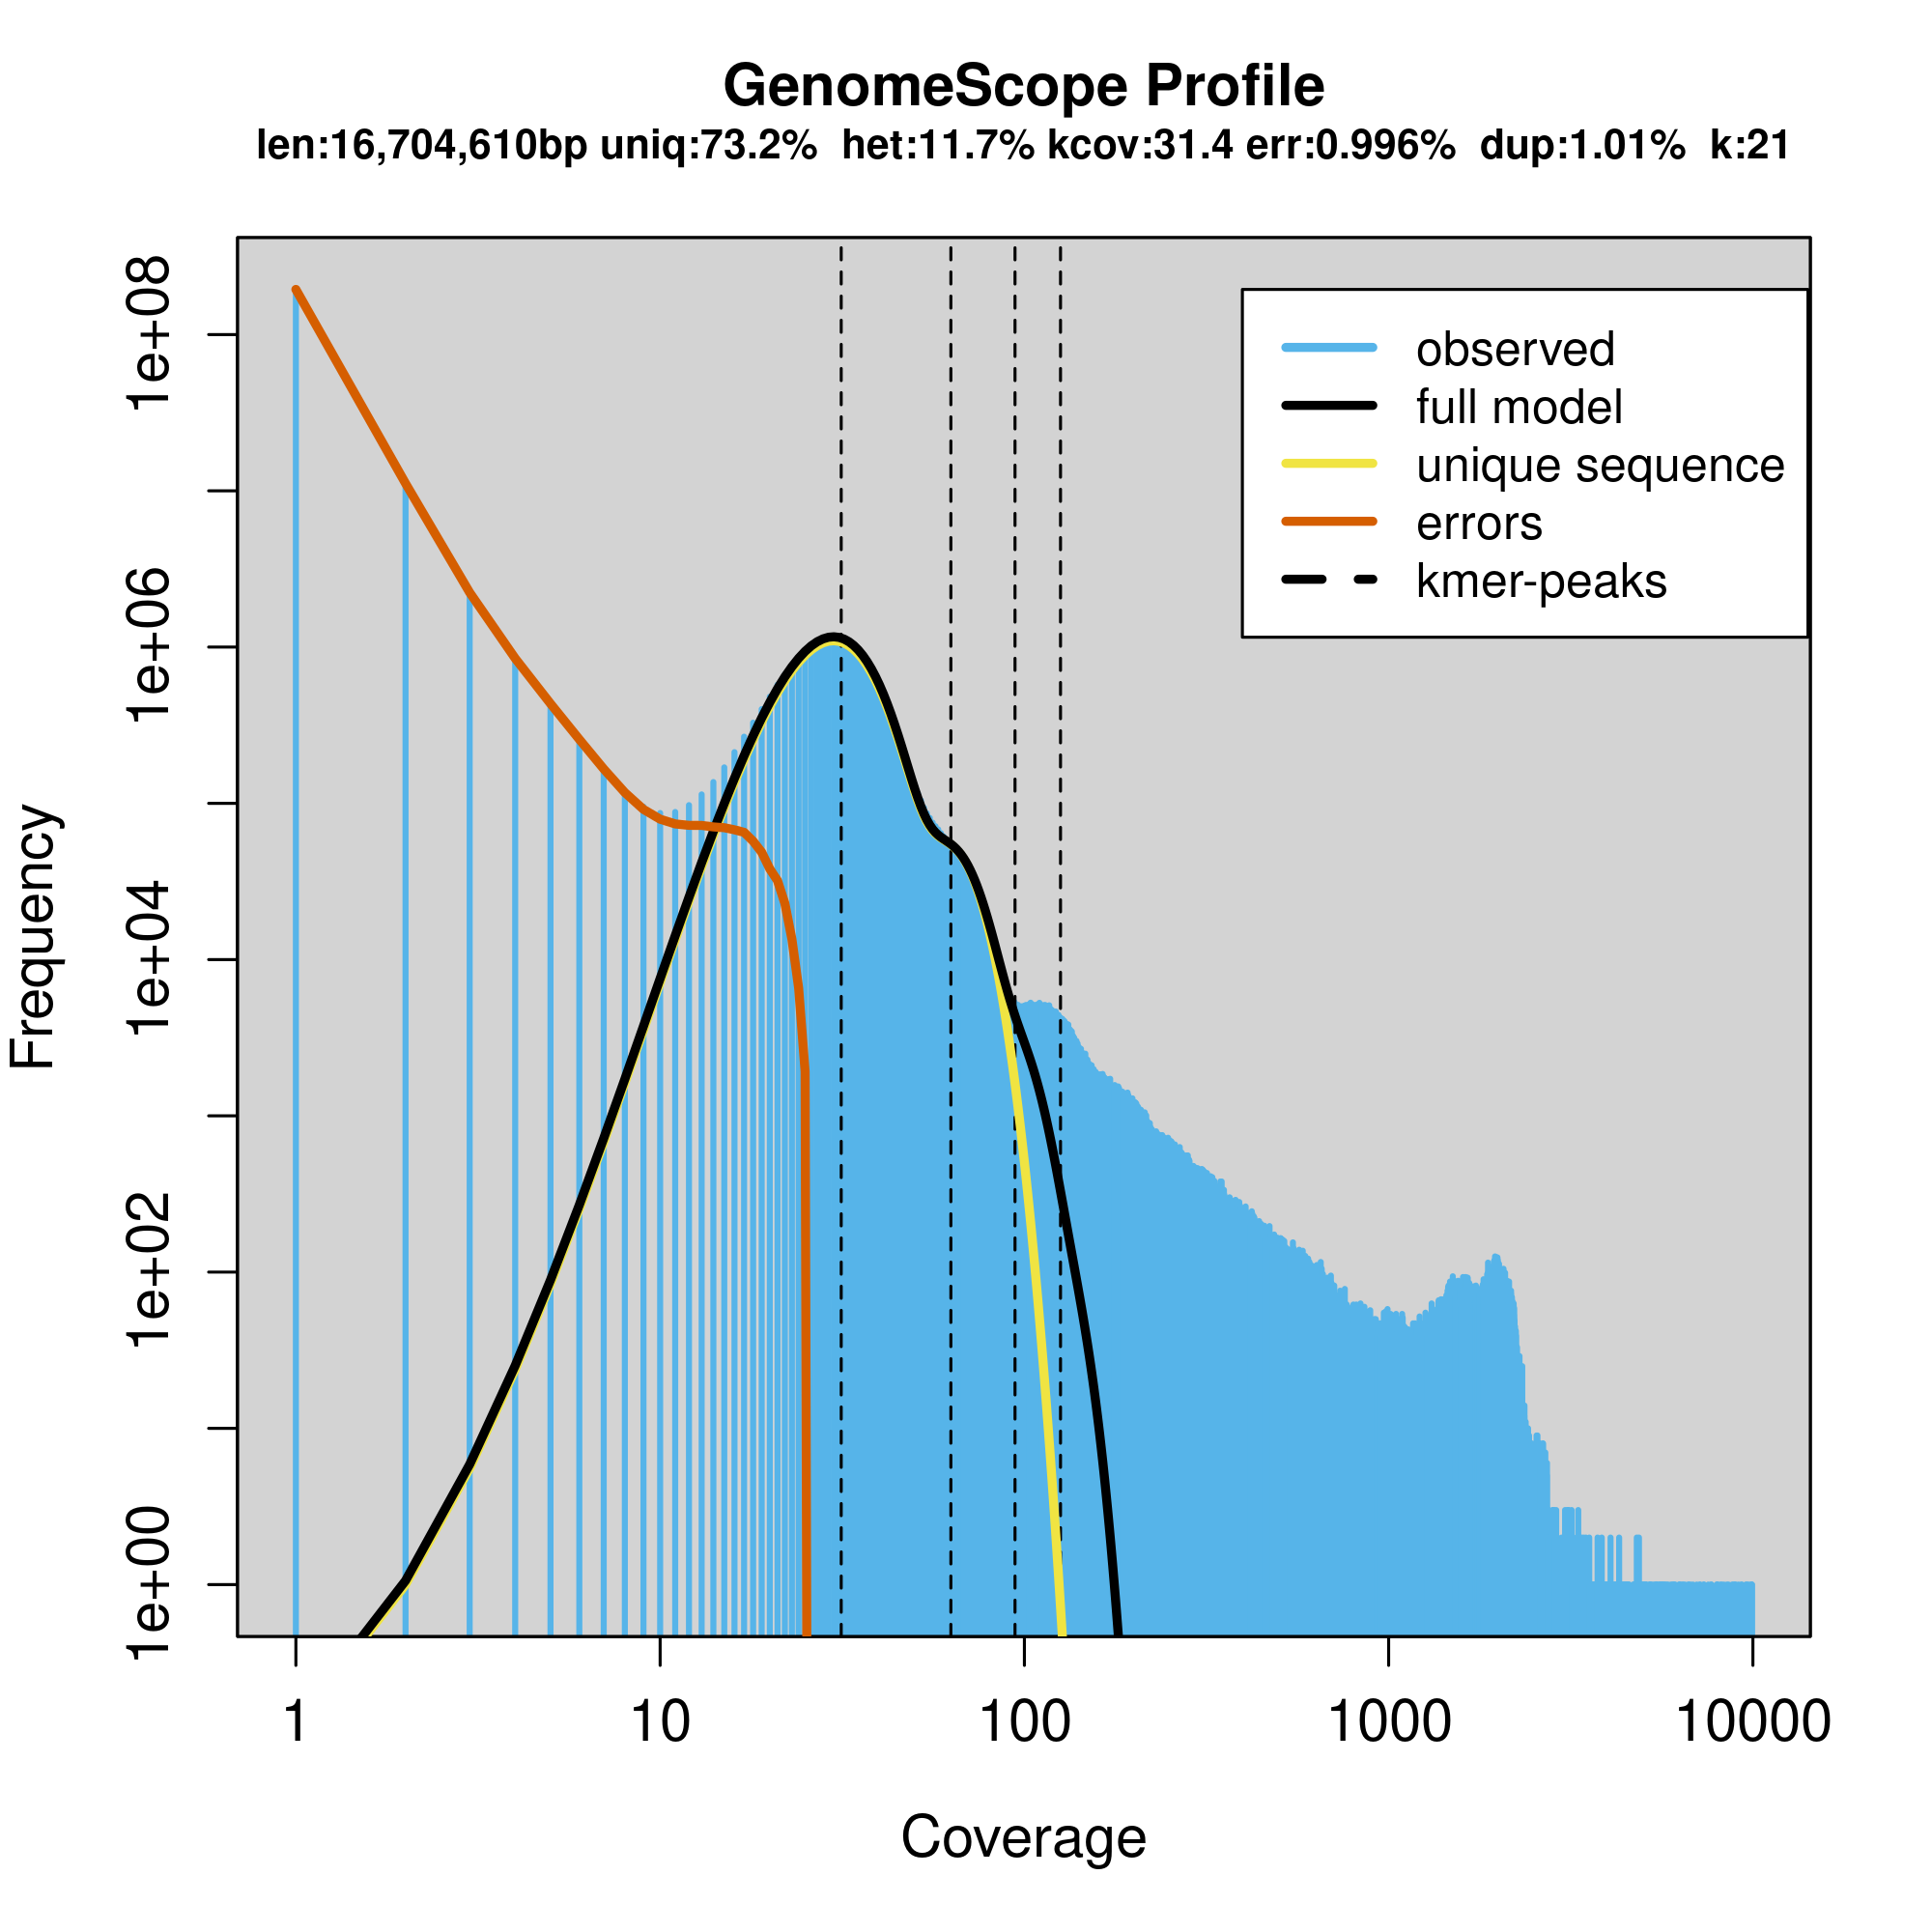 GenomeScope Profile
len:16,704,610bp uniq:73.2% het:11.7% kcov:31.4 err:0.996% dup:1.01% k:21
observed
full model
unique sequence
errors
kmer-peaks
Frequency
1e+08
1e+06
1e+04
1e+02
1e+00
1 10 100 1000 10000
Coverage